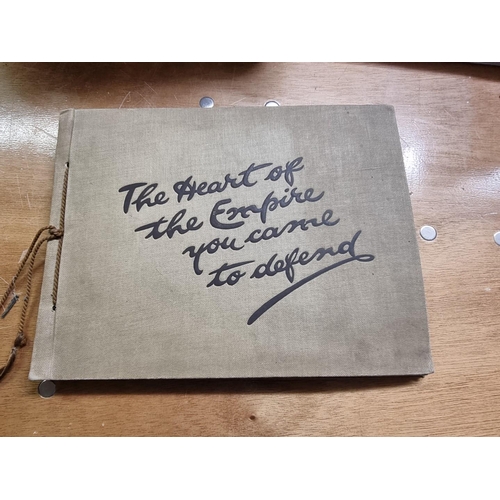 The Heart of
the Empire
you came
to defend